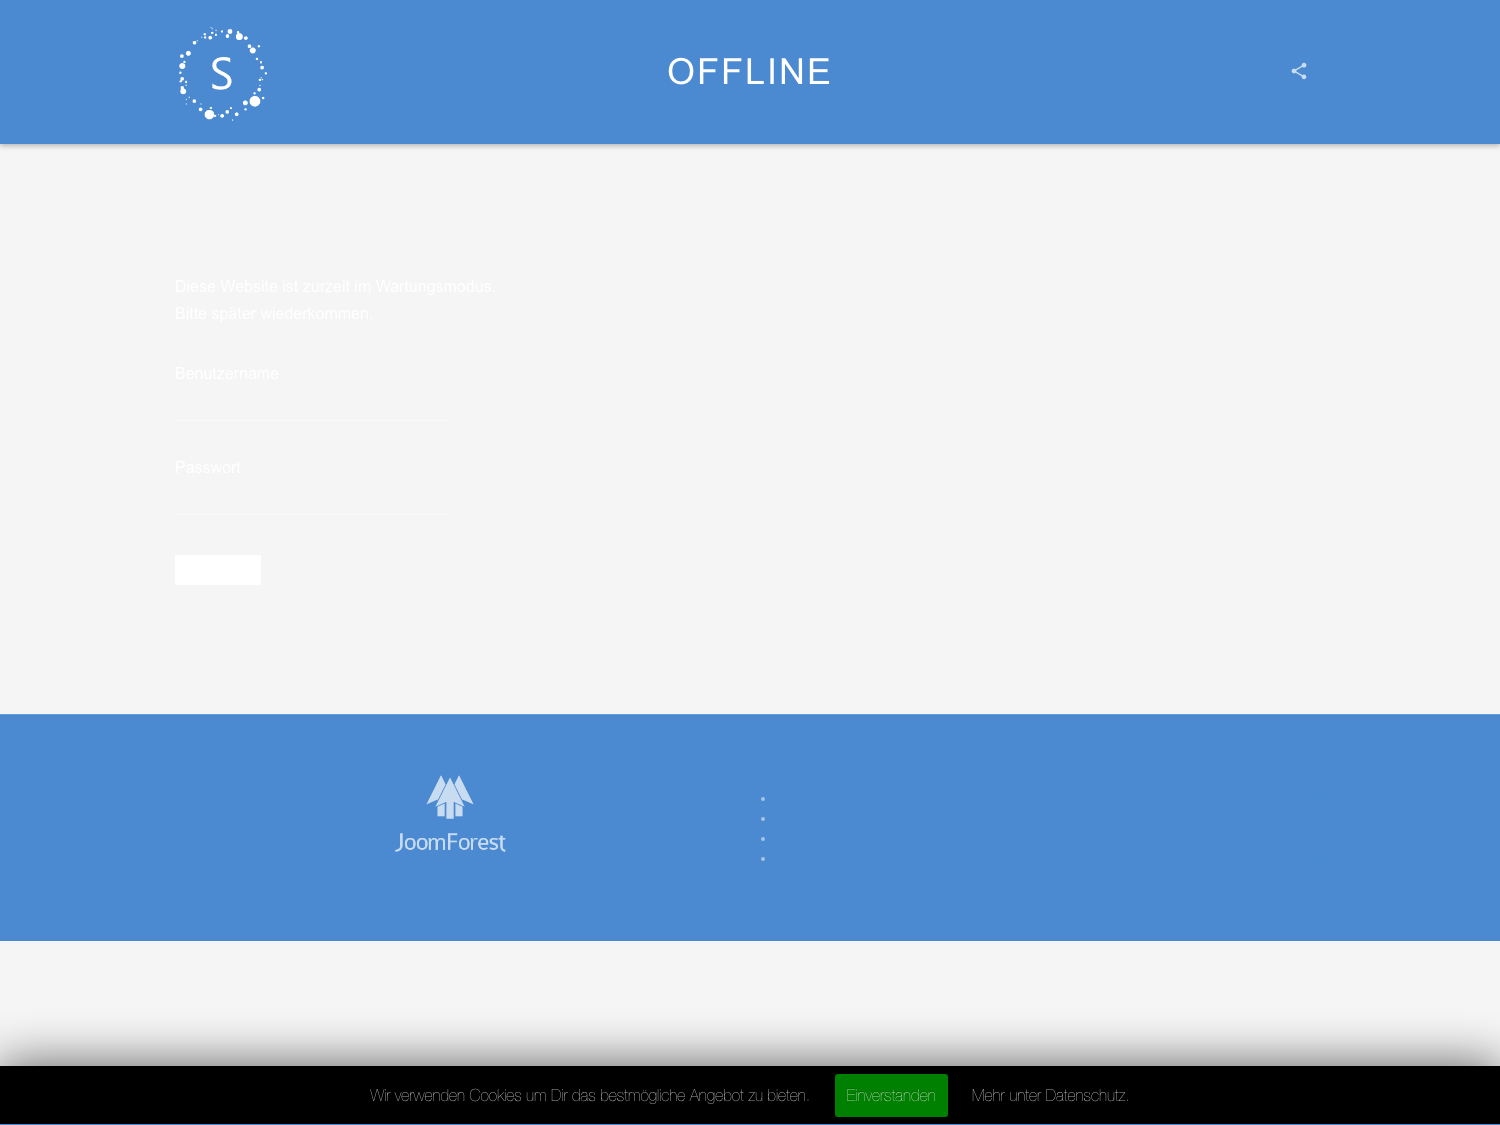 S
OFFLINE
Diese Website ist zurzeit im Wartungsmodus.
Bitte später wiederkommen.
Benutzername
Passwort
JoomForest
Wir verwenden Cookies um Dir das bestmögliche Angebot zu bieten. Einverstanden Mehr unter Datenschutz.